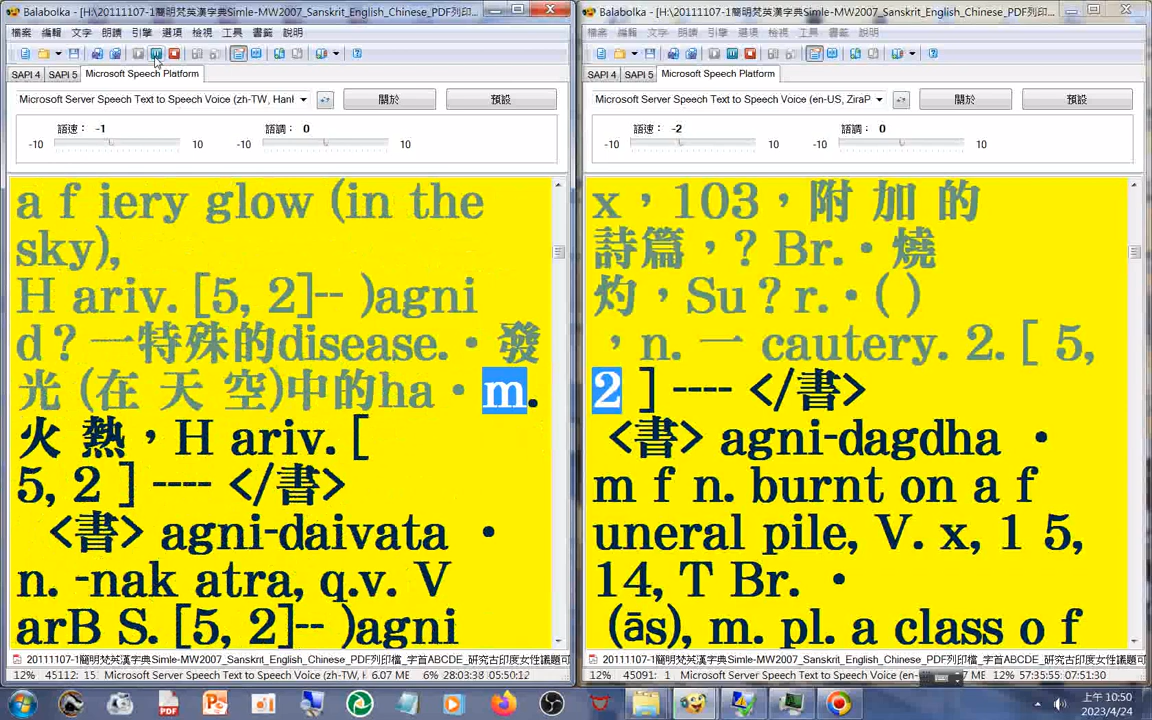 Balabolka - [H:\20111107-1簡明梵英漢字典Simle-MW2007_Sanskrit_English_Chinese_PDF列印...
檔案 編輯 文字 朗讀 引擎 選項 檢視 工具 書籤 說明
SAPI 4 SAPI 5 Microsoft Speech Platform
Microsoft Server Speech Text to Speech Voice (zh-TW, HanH
關於 預設
語速： -1 語調： 0
-10 10 -10 10
a f iery glow (in the
sky),
H ariv. [5, 2]-- )agni
d？一特殊的disease.・發
光 (在 天 空)中的ha・m.
火 熱，H ariv. [
5, 2 ] ---- </書>
<書> agni-daivata ・
n. -nak atra, q.v. V
arB S. [5, 2]-- )agni
20111107-1簡明梵英漢字典Simle-MW2007_Sanskrit_English_Chinese_PDF列印檔_字首ABCDE_研究古印度女性議題可
12% 45112: 15 Microsoft Server Speech Text to Speech Voice (zh-TW, H 6.07 ME 6% 28:03:38 05:50:12
Balabolka - [H:\20111107-1簡明梵英漢字典Simle-MW2007_Sanskrit_English_Chinese_PDF列印...
檔案 編輯 文字 朗讀 引擎 選項 檢視 工具 書籤 說明
SAPI 4 SAPI 5 Microsoft Speech Platform
Microsoft Server Speech Text to Speech Voice (en-US, ZiraP
關於 預設
語速： -2 語調： 0
-10 10 -10 10
x，103，附 加 的
詩篇，? Br.・燒
灼，Su？r.・( )
，n. 一 cautery. 2. [ 5,
2 ] ---- </書>
<書> agni-dagdha ・
m f n. burnt on a f
uneral pile, V. x, 1 5,
14, T Br. ・
(ās), m. pl. a class o f
20111107-1簡明梵英漢字典Simle-MW2007_Sanskrit_English_Chinese_PDF列印檔_字首ABCDE_研究古印度女性議題可
12% 45091: 1 Microsoft Server Speech Text to Speech Voice (en- 12% 57:35:55 07:51:30
上午 10:50
2023/4/24